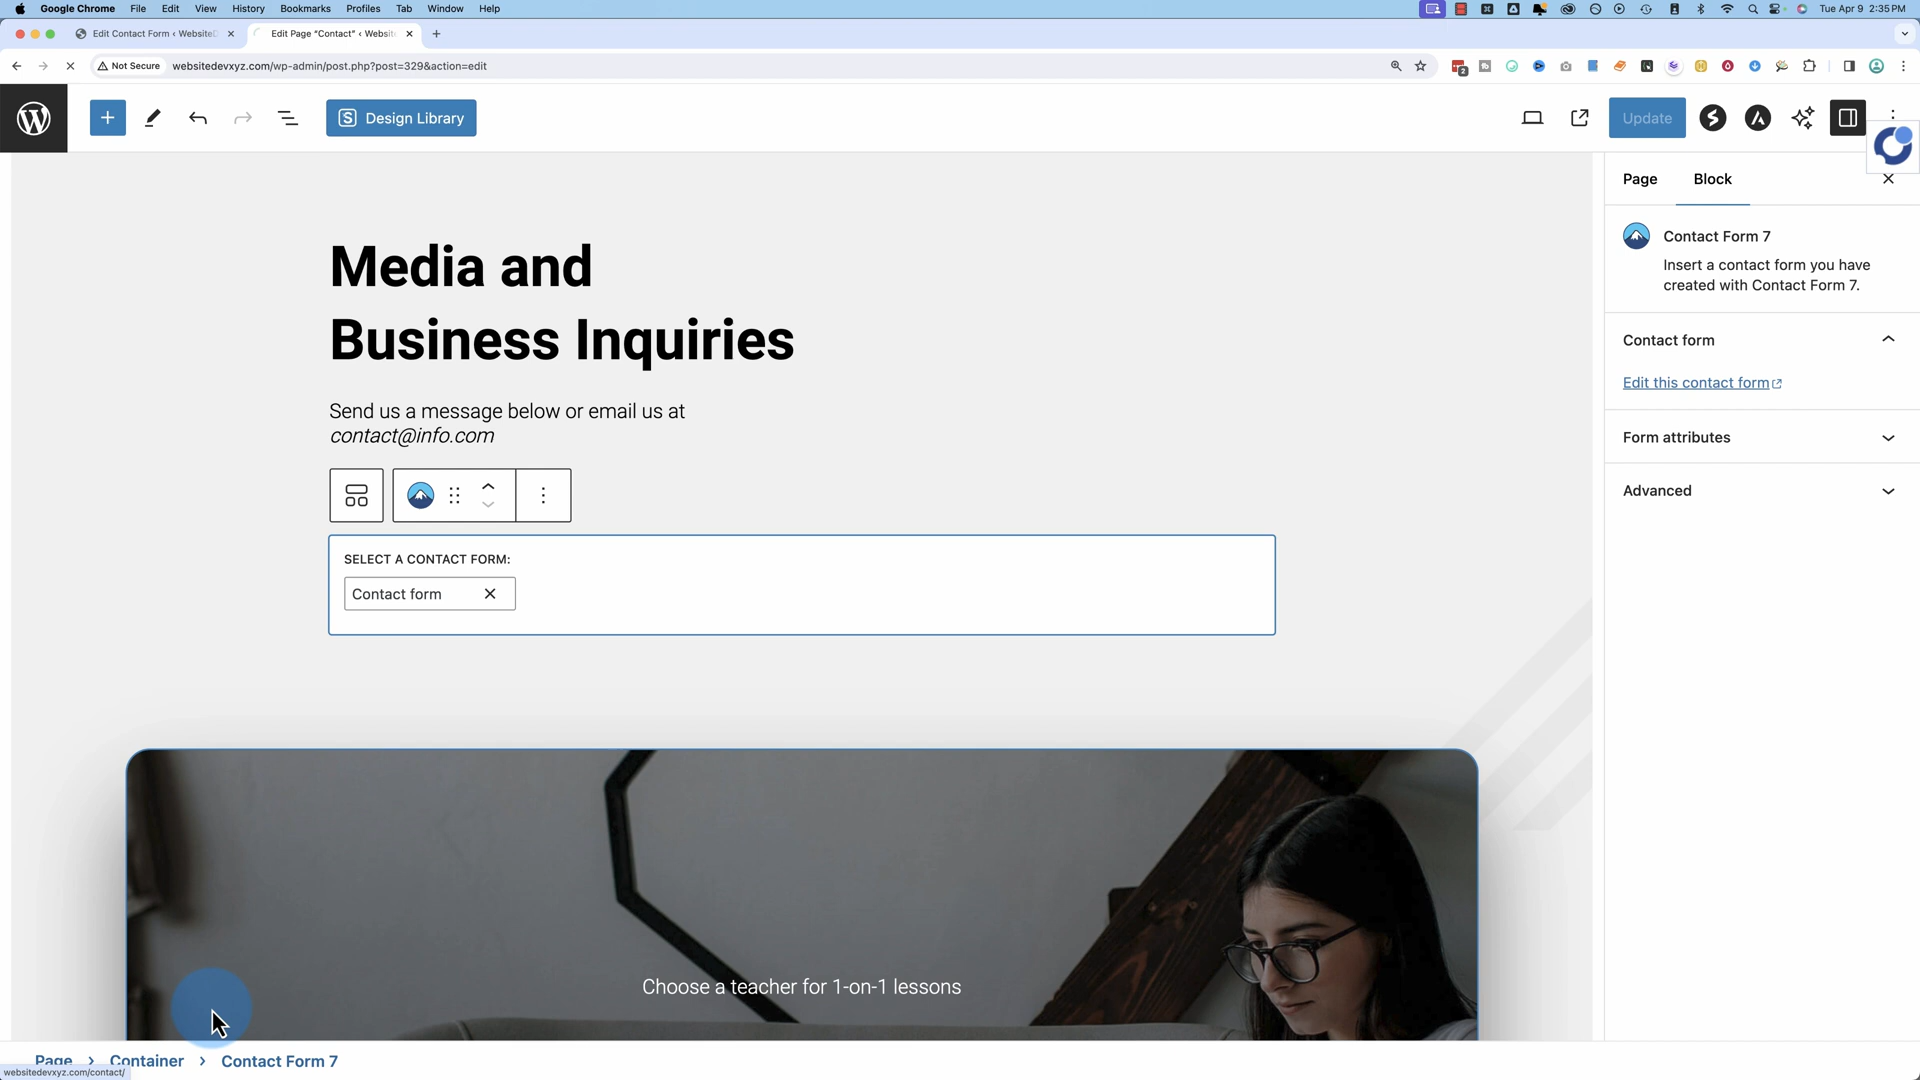 Google Chrome File Edit View History Bookmarks Profiles Tab Window Help Tue Apr 9 2:35 PM
Edit Contact Form ‹ Website Edit Page “Contact” ‹ Websit
Not Secure websitedevxyz.com/wp-admin/post.php?post=329&action=edit 2
Design Library Update
Page Block
Contact Form 7
Insert a contact form you have
created with Contact Form 7.
Contact form
Edit this contact form
Form attributes
Advanced
Media and
Business Inquiries
Send us a message below or email us at
contact@info.com
SELECT A CONTACT FORM:
Contact form
Choose a teacher for 1-on-1 lessons
Page › Container › Contact Form 7
websitedevxyz.com/contact/